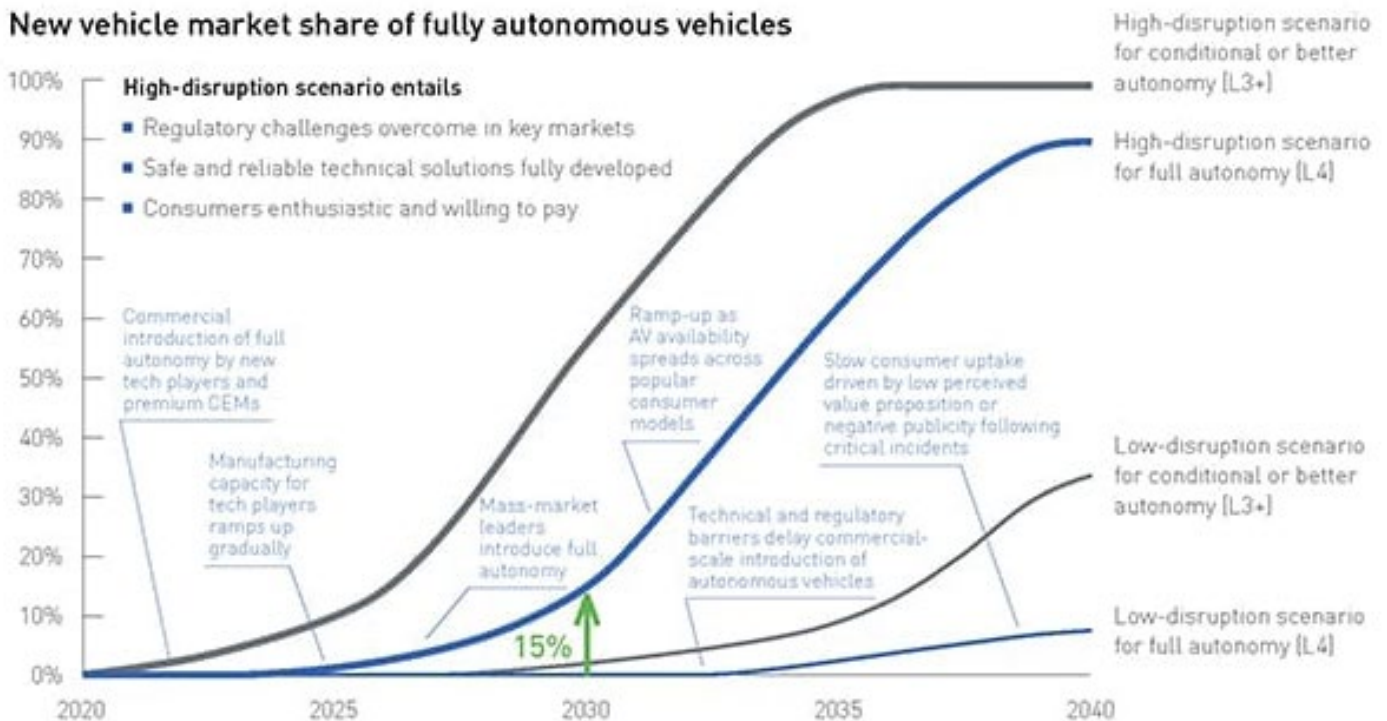 New vehicle market share of fully autonomous vehicles
High-disruption scenario
for conditional or better
autonomy (L3+)
100%
High-disruption scenario entails
Regulatory challenges overcome in key markets
90%
High-disruption scenario
for full autonomy (L4)
Safe and reliable technical solutions fully developed
80%
Consumers enthusiastic and willing to pay
70%
60%
Commercial
introduction of full
autonomy by new
tech players and
premium OEMs
Ramp-up as
AV availability
spreads across
popular
consumer
models
50%
Slow consumer uptake
driven by low perceived
value proposition or
negative publicity following
critical incidents
40%
Low-disruption scenario
for conditional or better
autonomy (L3+)
Manufacturing
capacity for
tech players
ramps up
gradually
30%
Mass-market
leaders
introduce full
autonomy
Technical and regulatory
barriers delay commercial-
scale introduction of
autonomous vehicles
20%
10%
Low-disruption scenario
for full autonomy (L4)
15%
0%
2020
2025
2030
2035
2040